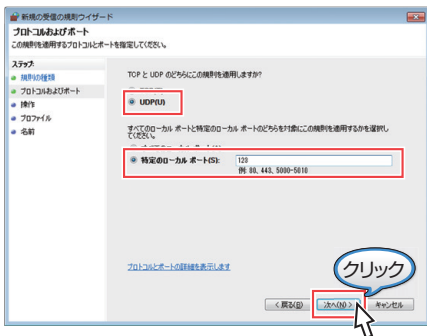 新規の受信の規則ウィザード
プロトコルおよびポート
この規則を適用するプロトコルとポートを指定してください。
ステップ:
規則の種類
プロトコルおよびポート
操作
プロファイル
名前
TCP と UDP のどちらにこの規則を適用しますか?
UDP(U)
すべてのローカル ポートと特定のローカル ポートのどちらを対象にこの規則を適用するかを選択してください。
特定のローカル ポート(S):
123
例: 80、443、5000-5010
プロトコルとポートの詳細を表示します
クリック
< 戻る(B)
次へ(N) >
キャンセル